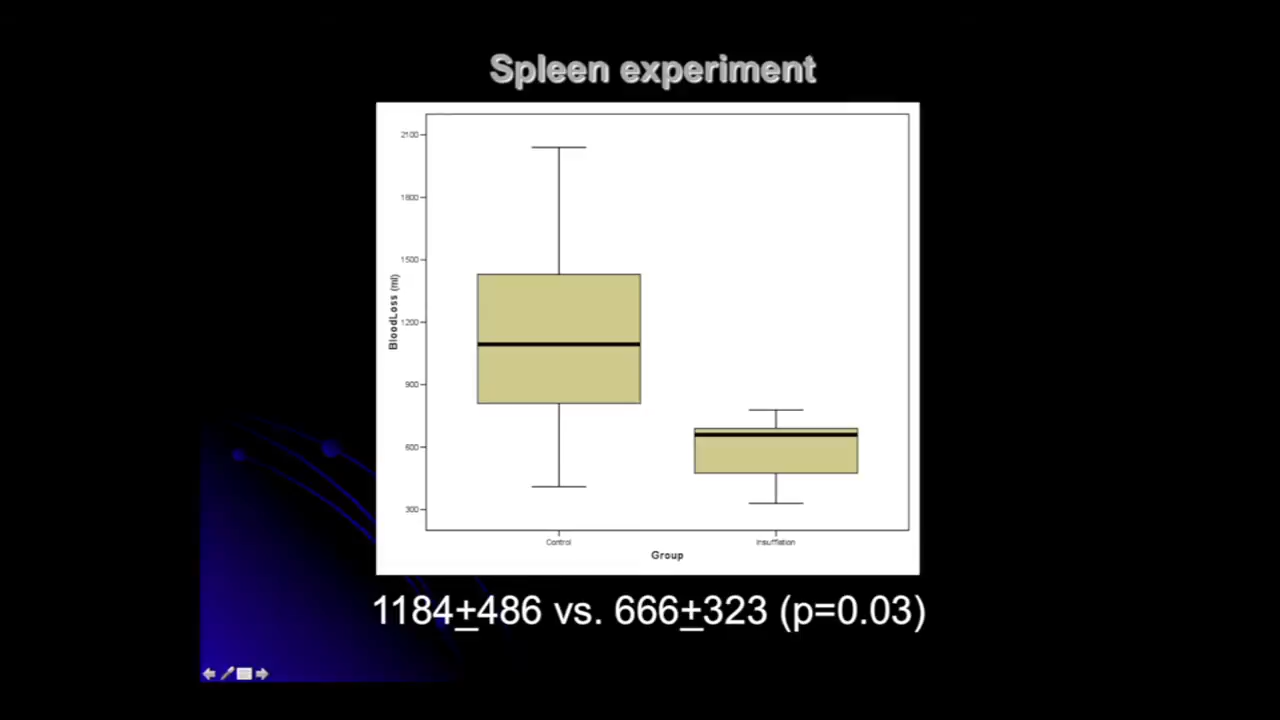 Spleen experiment
2100
1800
1500
1200
900
600
300
BloodLoss (ml)
Control
Insufflation
Group
1184+486 vs. 666+323 (p=0.03)